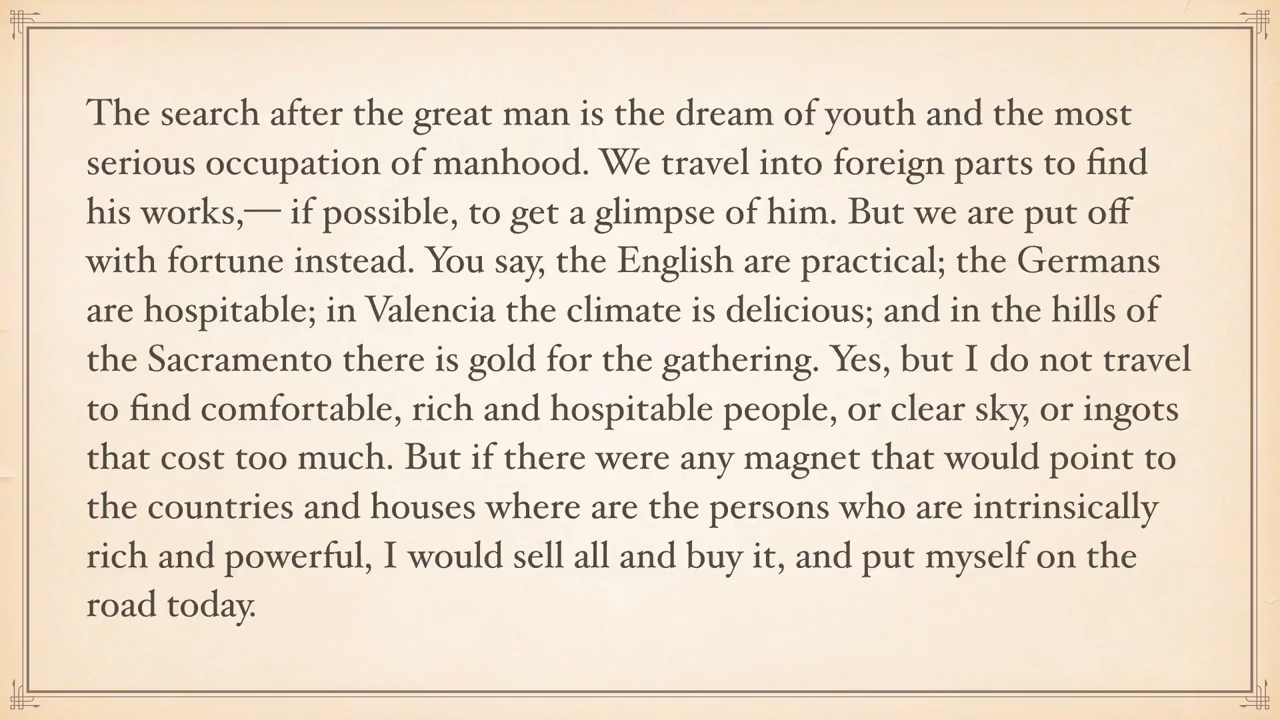 The search after the great man is the dream of youth and the most
serious occupation of manhood. We travel into foreign parts to find
his works,— if possible, to get a glimpse of him. But we are put off
with fortune instead. You say, the English are practical; the Germans
are hospitable; in Valencia the climate is delicious; and in the hills of
the Sacramento there is gold for the gathering. Yes, but I do not travel
to find comfortable, rich and hospitable people, or clear sky, or ingots
that cost too much. But if there were any magnet that would point to
the countries and houses where are the persons who are intrinsically
rich and powerful, I would sell all and buy it, and put myself on the
road today.